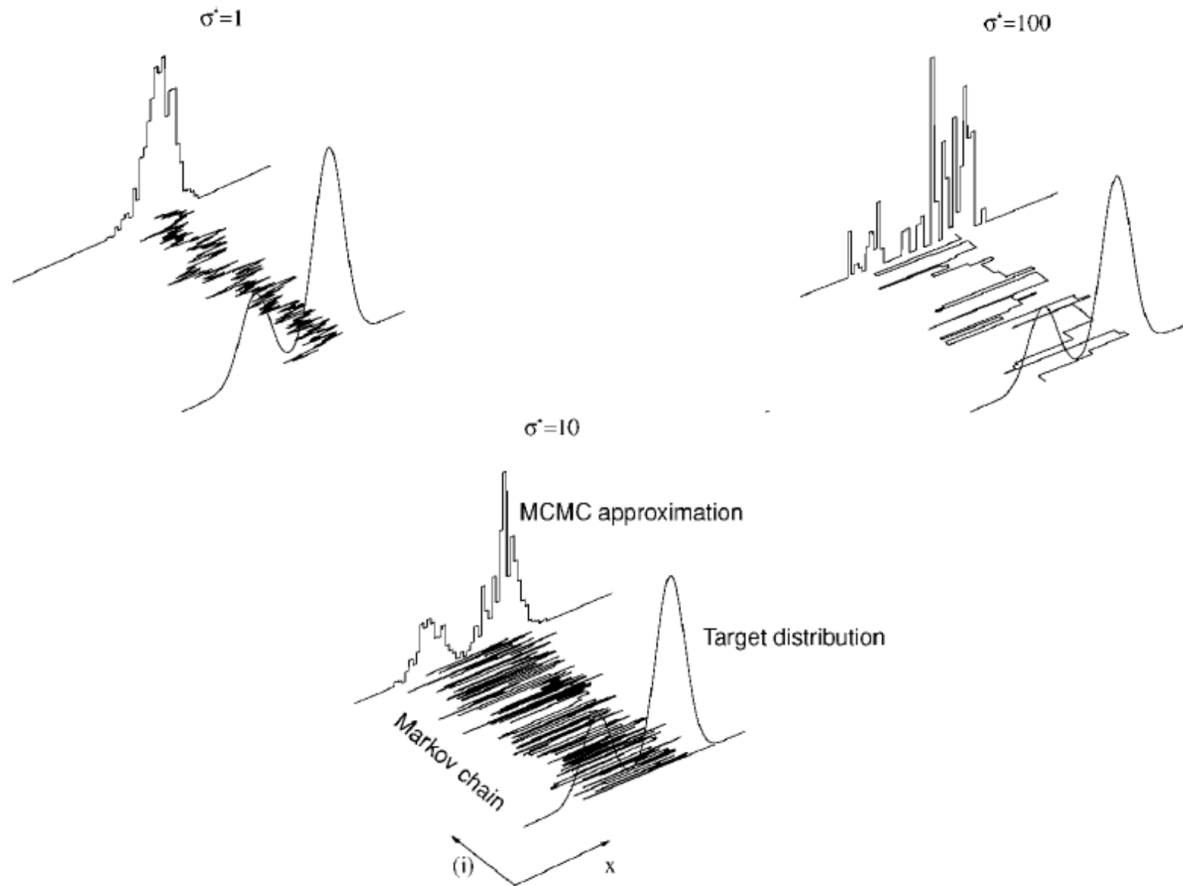 σ*=1
σ*=100
σ*=10
MCMC approximation
Target distribution
Markov chain
(i)
x